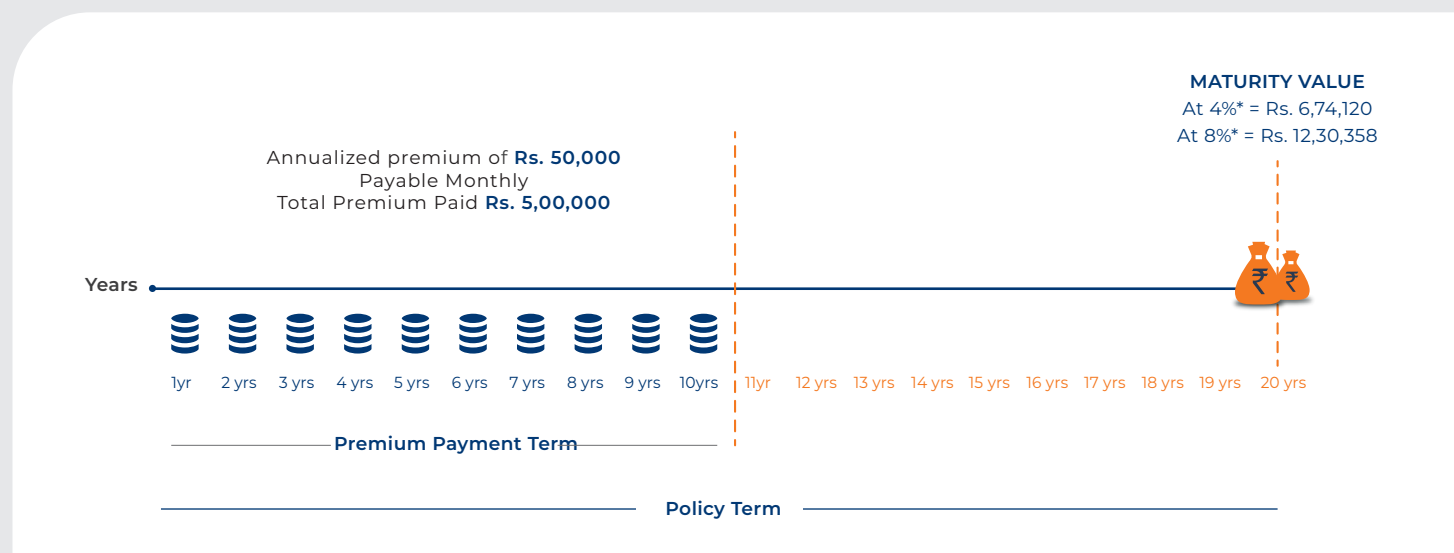 MATURITY VALUE
At 4%* = Rs. 6,74,120
At 8%* = Rs. 12,30,358
Annualized premium of Rs. 50,000
Payable Monthly
Total Premium Paid Rs. 5,00,000
Years
₹ ₹
1yr 2 yrs 3 yrs 4 yrs 5 yrs 6 yrs 7 yrs 8 yrs 9 yrs 10yrs 11yr 12 yrs 13 yrs 14 yrs 15 yrs 16 yrs 17 yrs 18 yrs 19 yrs 20 yrs
Premium Payment Term
Policy Term